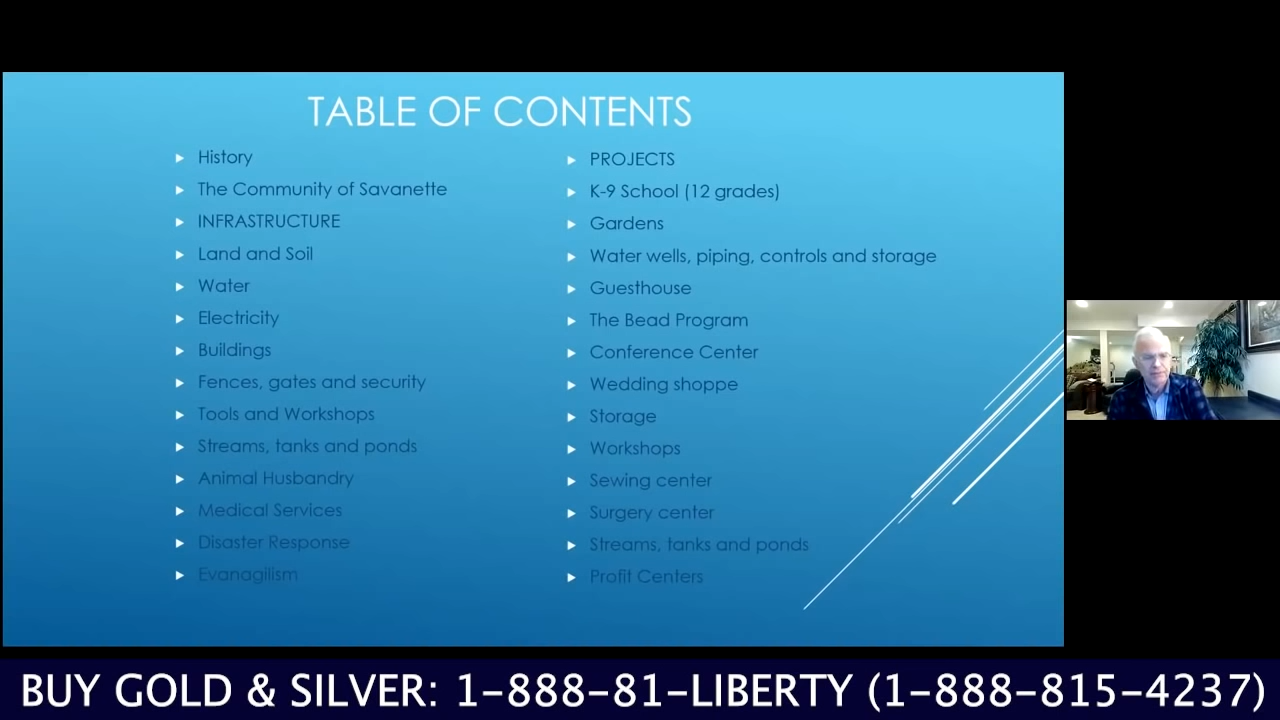 TABLE OF CONTENTS
History
The Community of Savanette
INFRASTRUCTURE
Land and Soil
Water
Electricity
Buildings
Fences, gates and security
Tools and Workshops
Streams, tanks and ponds
Animal Husbandry
Medical Services
Disaster Response
Evanagilism
PROJECTS
K-9 School (12 grades)
Gardens
Water wells, piping, controls and storage
Guesthouse
The Bead Program
Conference Center
Wedding shoppe
Storage
Workshops
Sewing center
Surgery center
Streams, tanks and ponds
Profit Centers
BUY GOLD & SILVER: 1-888-81-LIBERTY (1-888-815-4237)